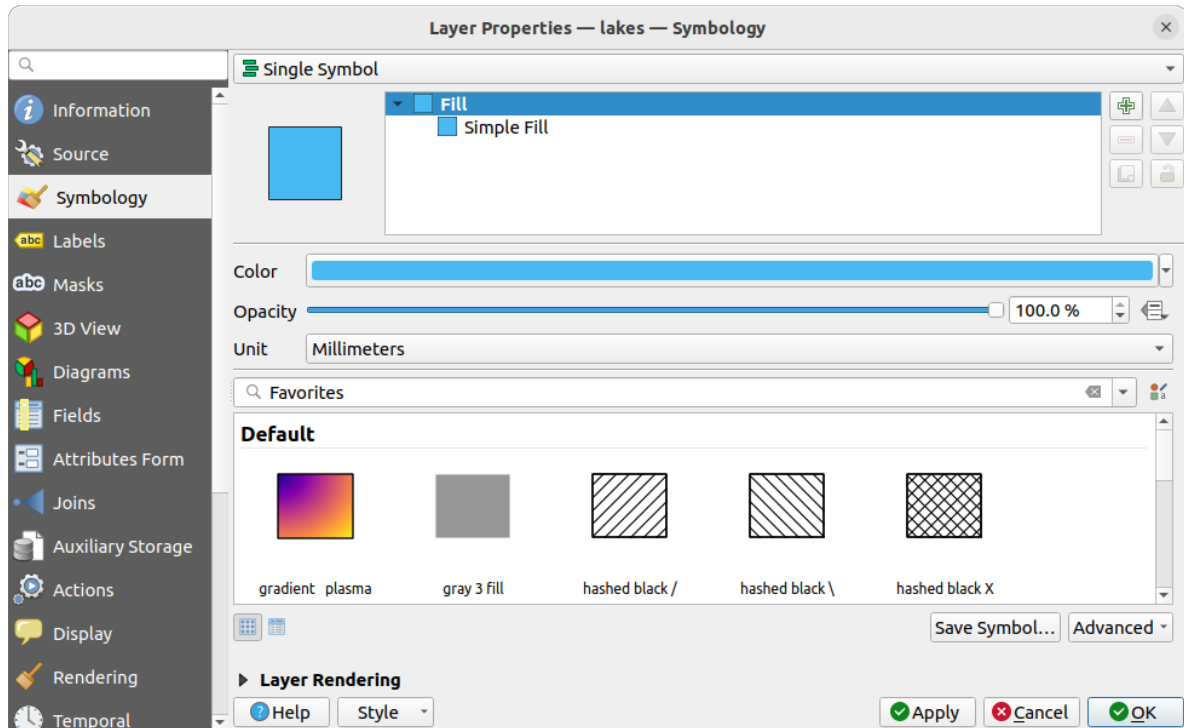 Layer Properties — lakes — Symbology
Single Symbol
Information
Source
Symbology
Labels
Masks
3D View
Diagrams
Fields
Attributes Form
Joins
Auxiliary Storage
Actions
Display
Rendering
Temporal
Fill
Simple Fill
Color
Opacity
100.0 %
Unit
Millimeters
Favorites
Default
gradient plasma
gray 3 fill
hashed black /
hashed black \
hashed black X
Save Symbol...
Advanced
Layer Rendering
Help
Style
Apply
Cancel
OK